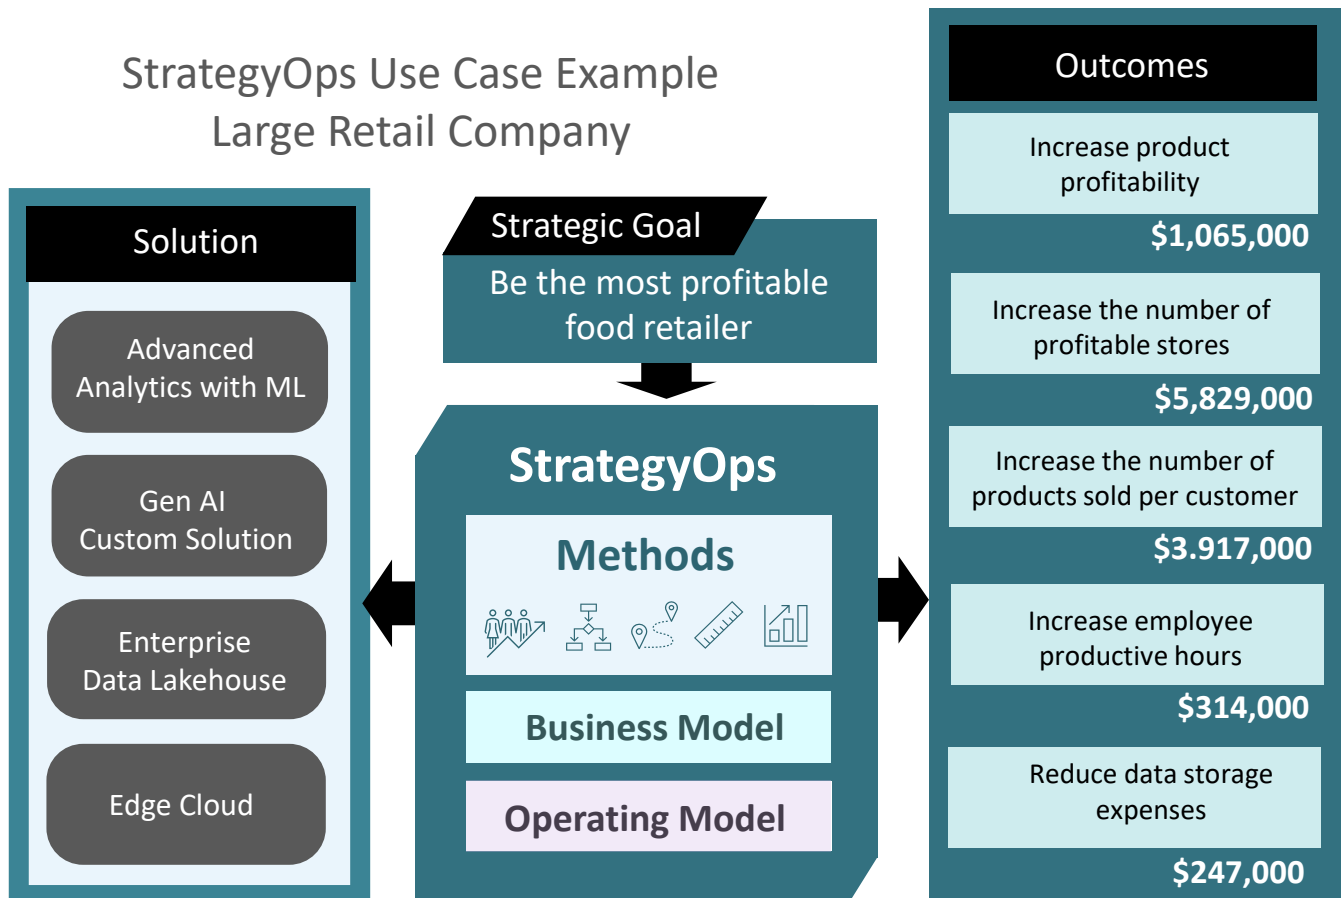 StrategyOps Use Case Example
Large Retail Company
Solution
Advanced
Analytics with ML
Gen AI
Custom Solution
Enterprise
Data Lakehouse
Edge Cloud
Strategic Goal
Be the most profitable
food retailer
StrategyOps
Methods
Business Model
Operating Model
Outcomes
Increase product
profitability
$1,065,000
Increase the number of
profitable stores
$5,829,000
Increase the number of
products sold per customer
$3.917,000
Increase employee
productive hours
$314,000
Reduce data storage
expenses
$247,000